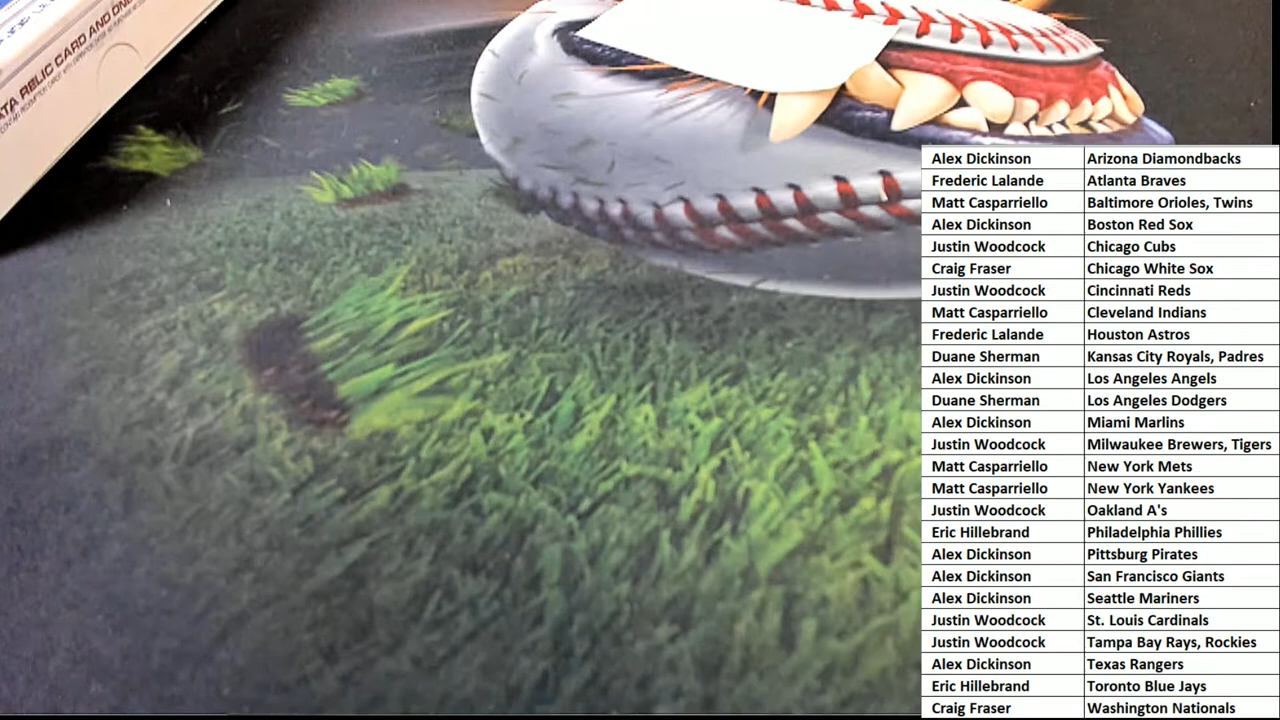 TA RELIC CARD AND ONE
Alex Dickinson Arizona Diamondbacks
Frederic Lalande Atlanta Braves
Matt Casparriello Baltimore Orioles, Twins
Alex Dickinson Boston Red Sox
Justin Woodcock Chicago Cubs
Craig Fraser Chicago White Sox
Justin Woodcock Cincinnati Reds
Matt Casparriello Cleveland Indians
Frederic Lalande Houston Astros
Duane Sherman Kansas City Royals, Padres
Alex Dickinson Los Angeles Angels
Duane Sherman Los Angeles Dodgers
Alex Dickinson Miami Marlins
Justin Woodcock Milwaukee Brewers, Tigers
Matt Casparriello New York Mets
Matt Casparriello New York Yankees
Justin Woodcock Oakland A's
Eric Hillebrand Philadelphia Phillies
Alex Dickinson Pittsburg Pirates
Alex Dickinson San Francisco Giants
Alex Dickinson Seattle Mariners
Justin Woodcock St. Louis Cardinals
Justin Woodcock Tampa Bay Rays, Rockies
Alex Dickinson Texas Rangers
Eric Hillebrand Toronto Blue Jays
Craig Fraser Washington Nationals